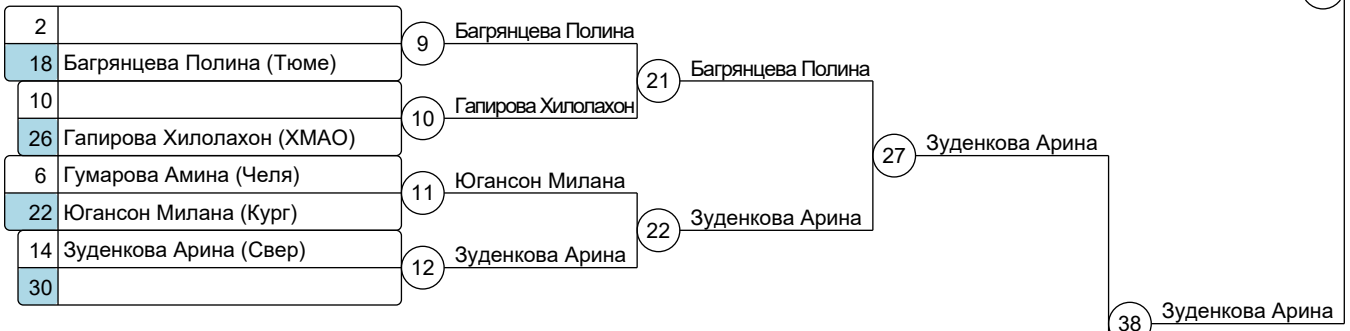 2
9 Багрянцева Полина
18 Багрянцева Полина (Тюме)
21 Багрянцева Полина
10
10 Гапирова Хилолахон
26 Гапирова Хилолахон (ХМАО)
27 Зуденкова Арина
6 Гумарова Амина (Челя)
11 Югансон Милана
22 Югансон Милана (Кург)
22 Зуденкова Арина
14 Зуденкова Арина (Свер)
12 Зуденкова Арина
30
38 Зуденкова Арина